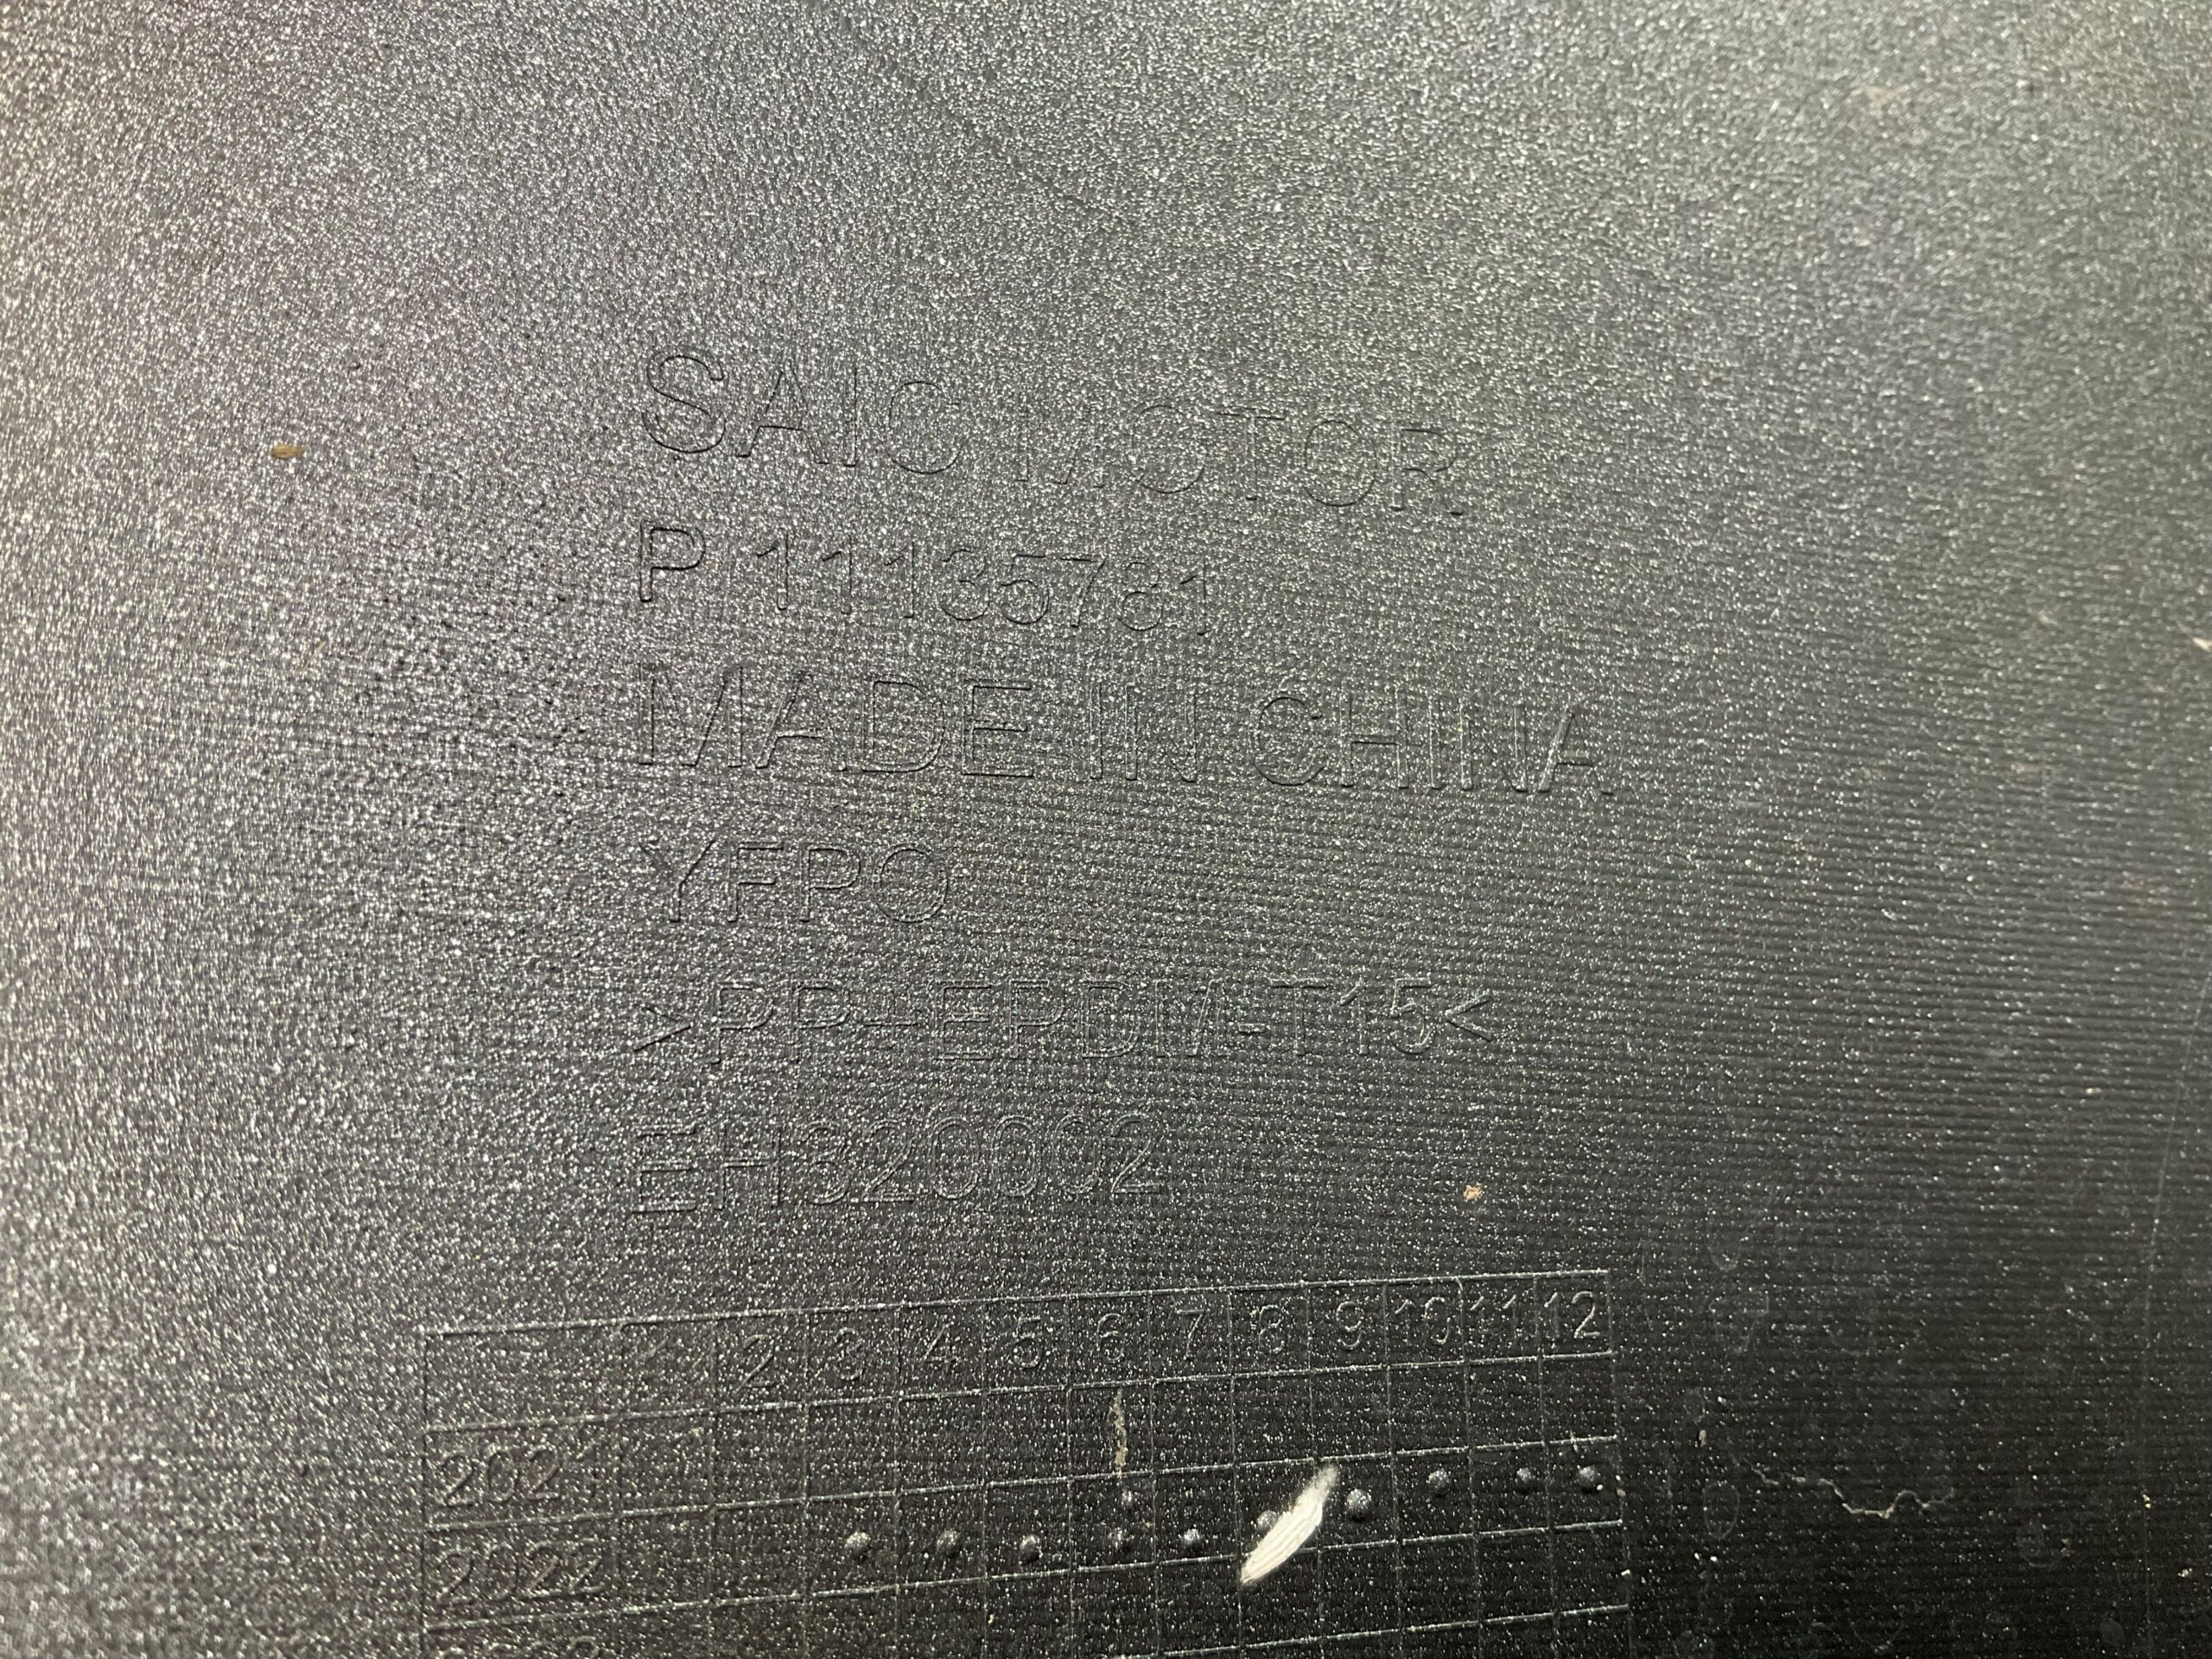 SAIC MOTOR
P 11135781
MADE IN CHINA
YFPO
>PP+EPDM-T15<
EH320002
1 2 3 4 5 6 7 8 9 10 11 12
2021
2022